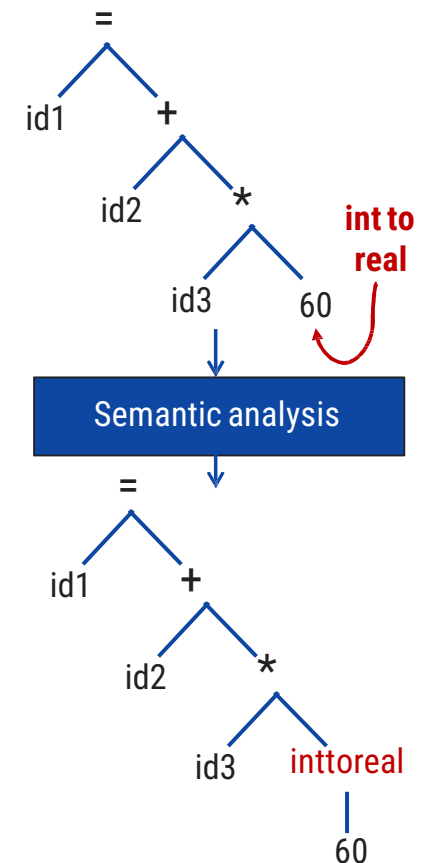 =
id1
+
id2
*
int to
real
id3
60
Semantic analysis
=
id1
+
id2
*
id3
inttoreal
60